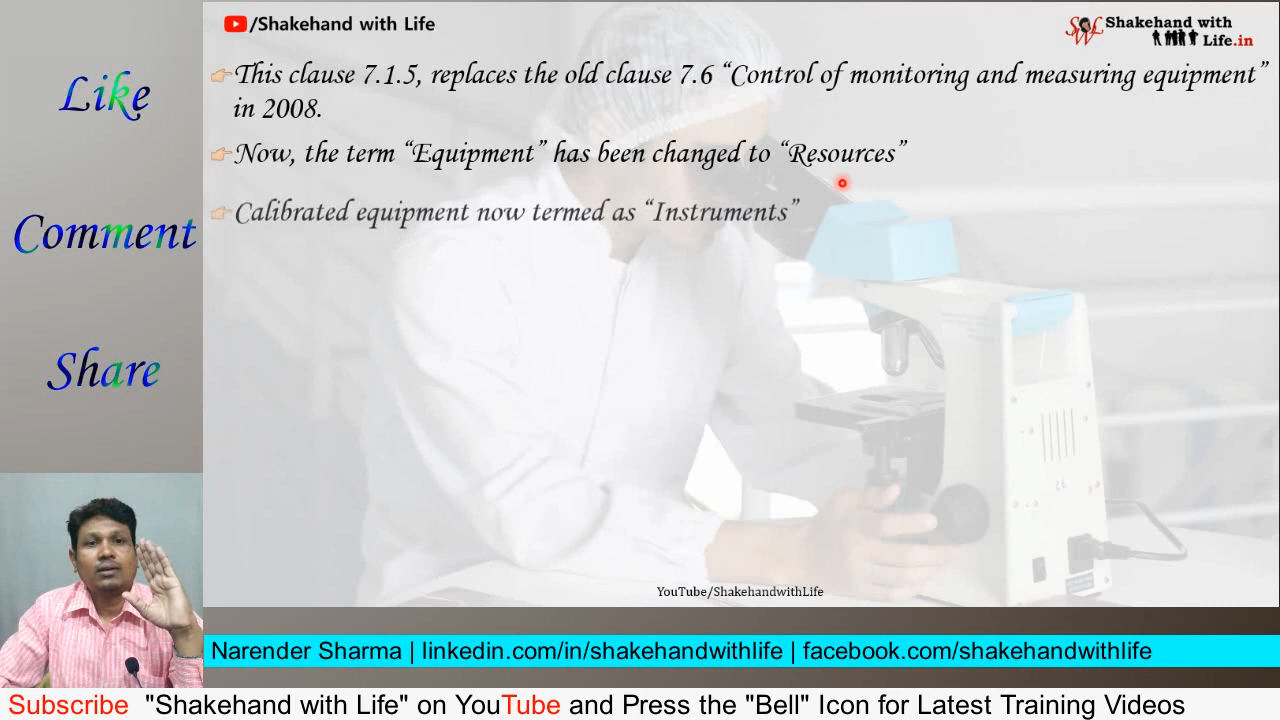 /Shakehand with Life
Shakehand with
Life.in
This clause 7.1.5, replaces the old clause 7.6 “Control of monitoring and measuring equipment”
in 2008.
Now, the term “Equipment” has been changed to “Resources”
Calibrated equipment now termed as “Instruments”
Like
Comment
Share
YouTube/ShakehandwithLife
Narender Sharma | linkedin.com/in/shakehandwithlife | facebook.com/shakehandwithlife
Subscribe "Shakehand with Life" on YouTube and Press the "Bell" Icon for Latest Training Videos